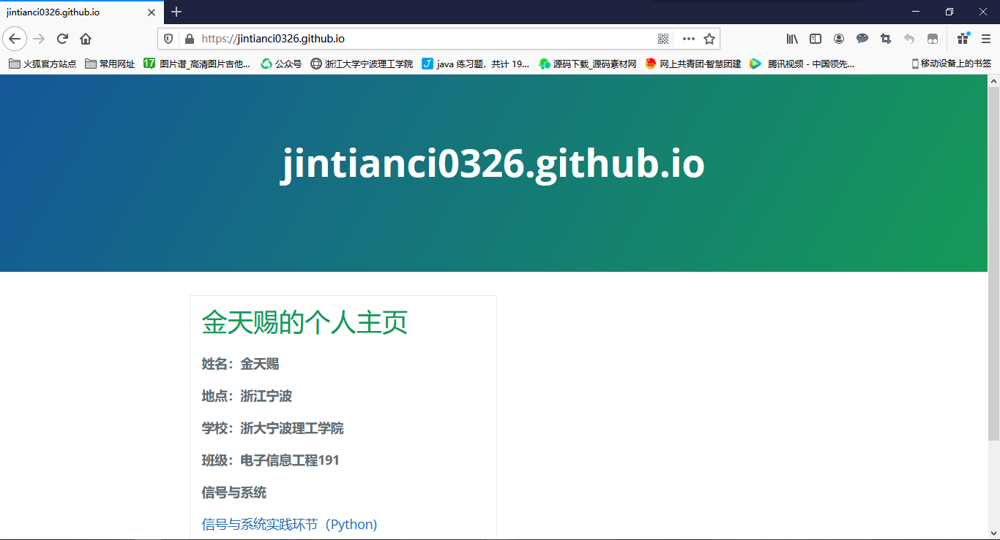 jintianci0326.github.io
https://jintianci0326.github.io
火狐官方站点 常用网址 17 图片谱_高清图片吉他... 公众号 浙江大学宁波理工学院 java 练习题，共计 19... 源码下载_源码素材网 网上共青团·智慧团建 腾讯视频 - 中国领先... 移动设备上的书签
jintianci0326.github.io
金天赐的个人主页
姓名：金天赐
地点：浙江宁波
学校：浙大宁波理工学院
班级：电子信息工程191
信号与系统
信号与系统实践环节（Python)